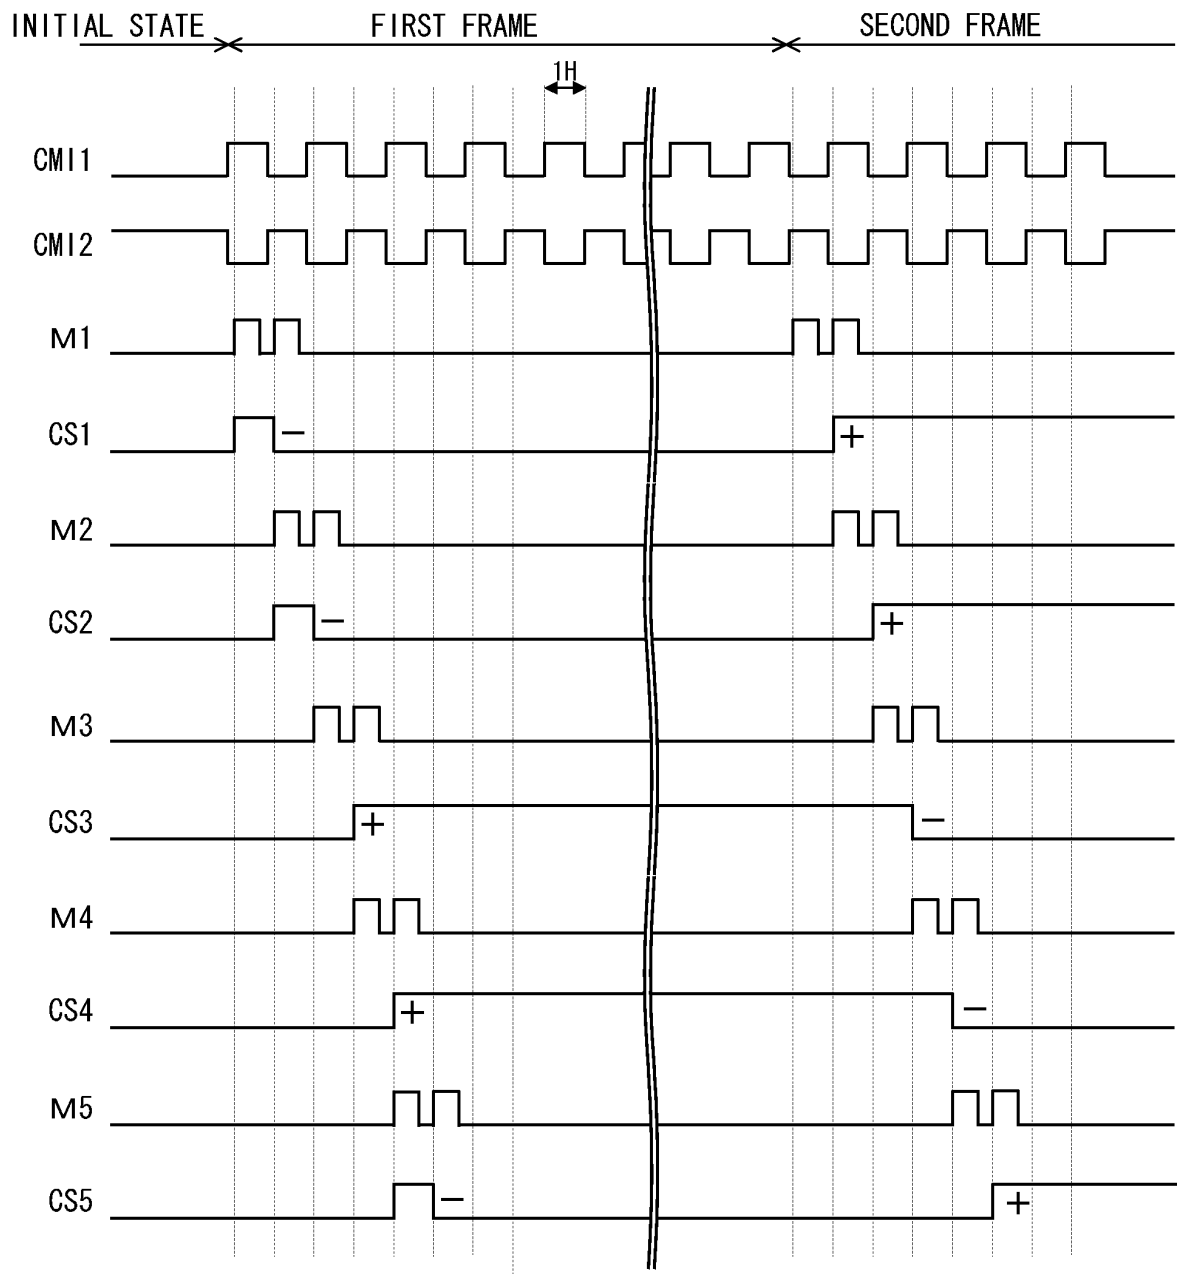 INITIAL STATE FIRST FRAME SECOND FRAME
1H
CMI1
CMI2
M1
CS1 − +
M2
CS2 − +
M3
CS3 + −
M4
CS4 + −
M5
CS5 − +